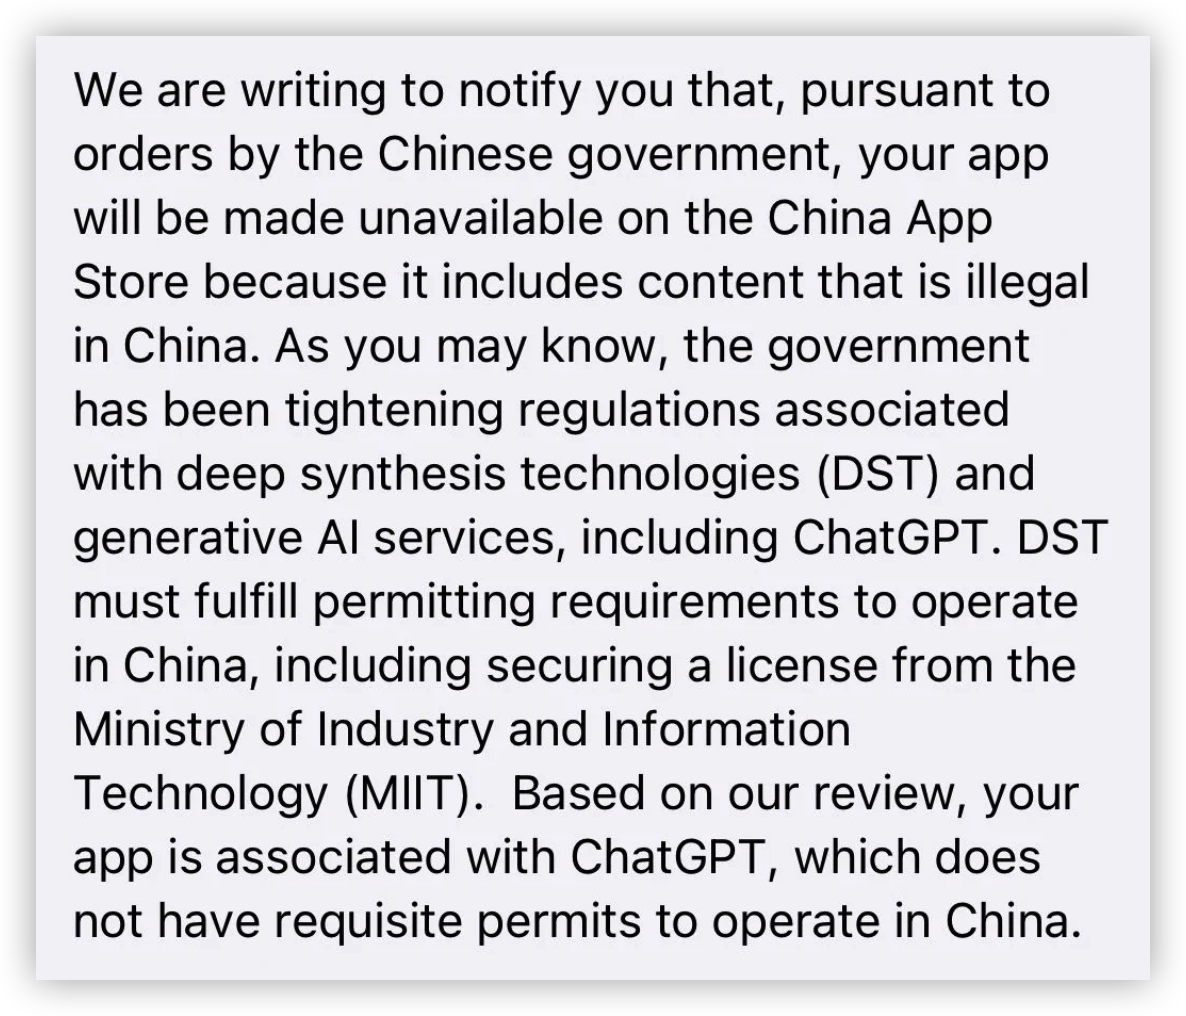 We are writing to notify you that, pursuant to
orders by the Chinese government, your app
will be made unavailable on the China App
Store because it includes content that is illegal
in China. As you may know, the government
has been tightening regulations associated
with deep synthesis technologies (DST) and
generative AI services, including ChatGPT. DST
must fulfill permitting requirements to operate
in China, including securing a license from the
Ministry of Industry and Information
Technology (MIIT).  Based on our review, your
app is associated with ChatGPT, which does
not have requisite permits to operate in China.